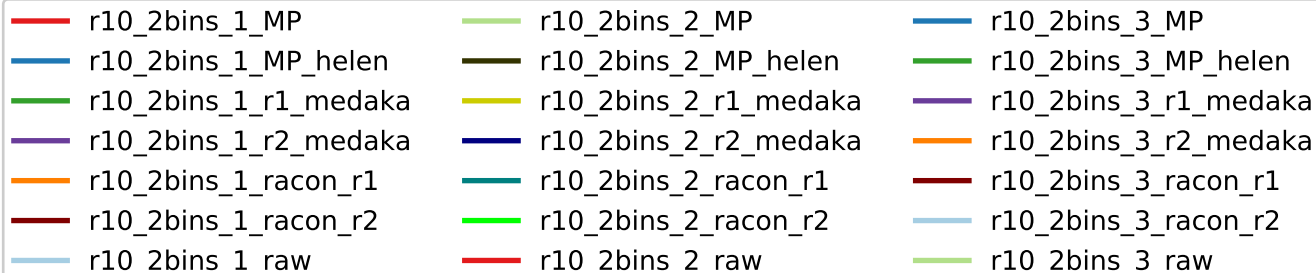 r10_2bins_1_MP r10_2bins_2_MP r10_2bins_3_MP
r10_2bins_1_MP_helen r10_2bins_2_MP_helen r10_2bins_3_MP_helen
r10_2bins_1_r1_medaka r10_2bins_2_r1_medaka r10_2bins_3_r1_medaka
r10_2bins_1_r2_medaka r10_2bins_2_r2_medaka r10_2bins_3_r2_medaka
r10_2bins_1_racon_r1 r10_2bins_2_racon_r1 r10_2bins_3_racon_r1
r10_2bins_1_racon_r2 r10_2bins_2_racon_r2 r10_2bins_3_racon_r2
r10_2bins_1_raw r10_2bins_2_raw r10_2bins_3_raw